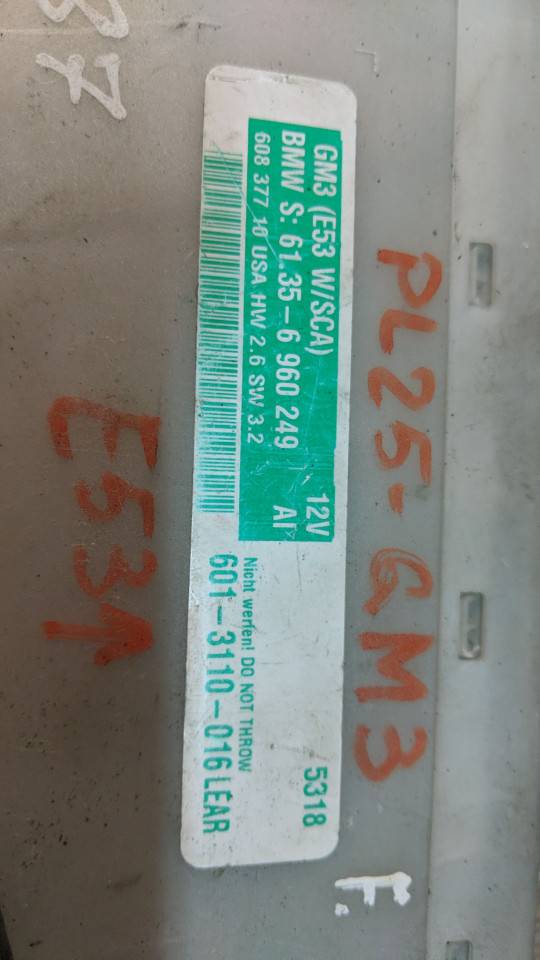 87
PL25-GM3
GM3 (E53 W/SCA) 12V
BMW S: 61.35-6 960 249 AI
608 377 10 USA HW 2.6 SW 3.2
5318
Nicht werfen! DO NOT THROW
601-3110-016 LEAR
E53↑
F.